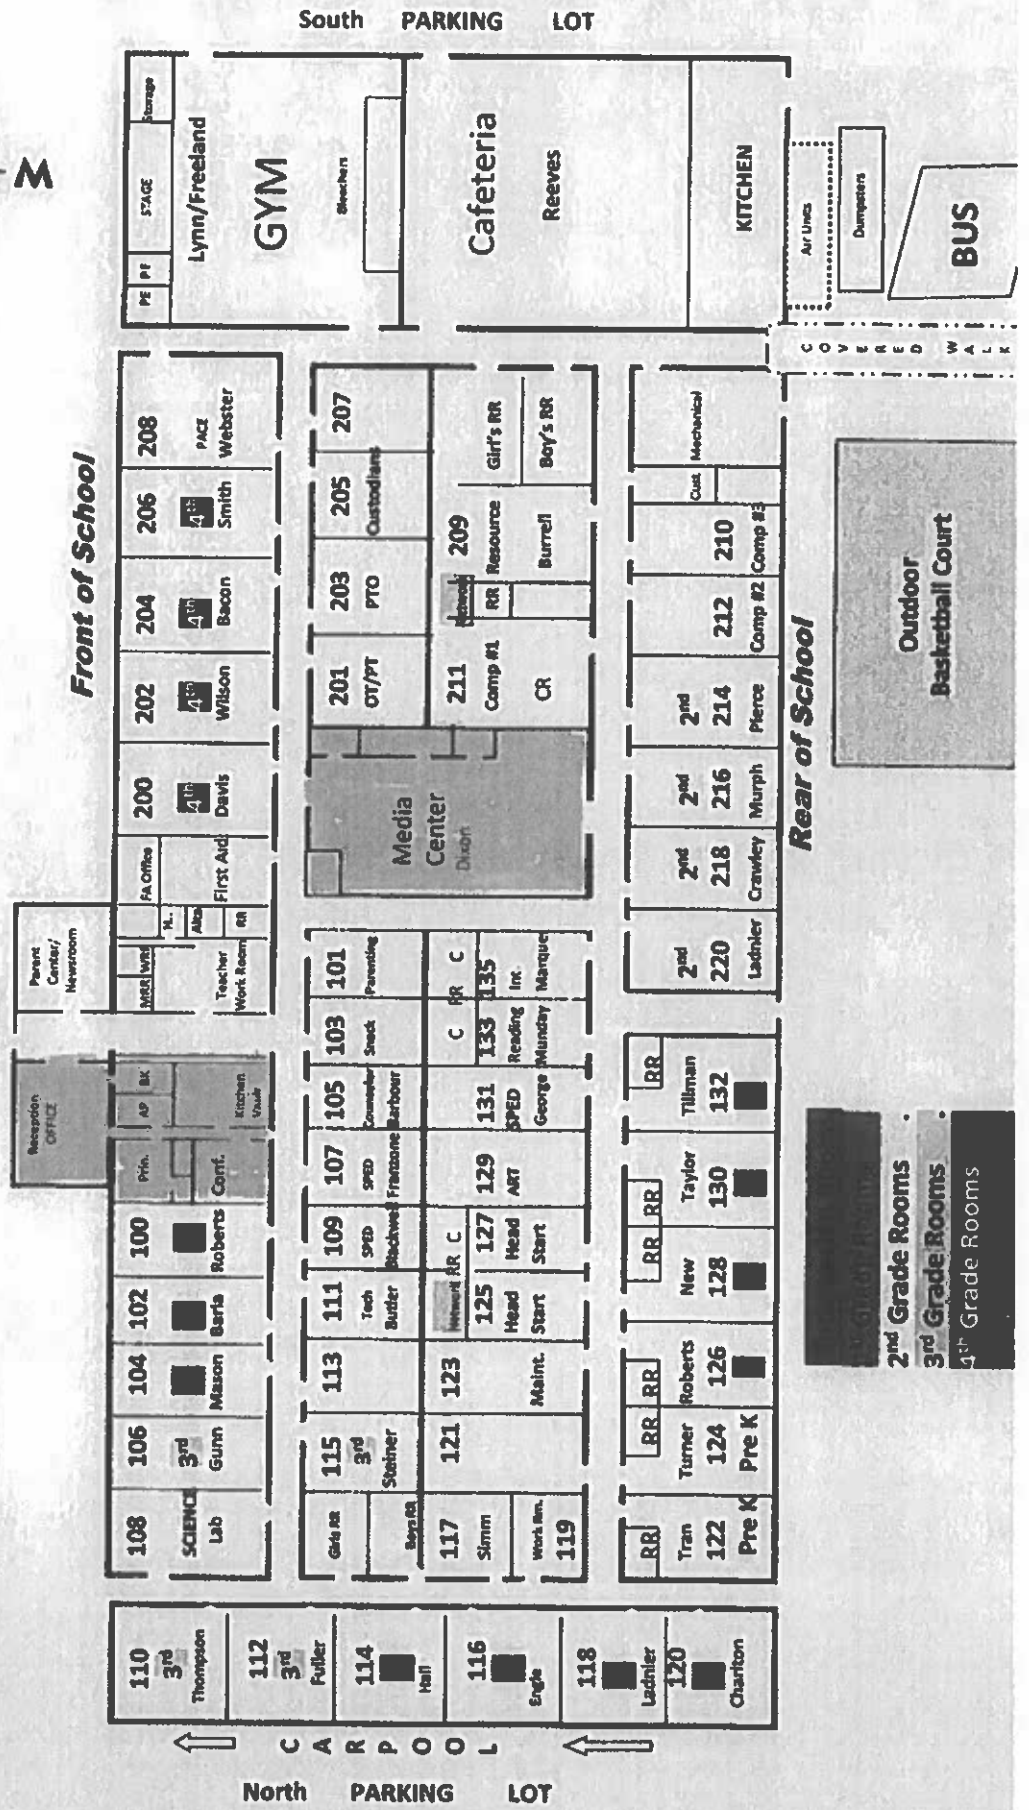 South PARKING LOT
W
Storage
STAGE
PF
PE
Lynn/Freeland
GYM
Bleachers
Cafeteria
Reeves
KITCHEN
Air Units
Dumpsters
BUS
COVERED WALK
Front of School
208
PACE
Webster
206
4th
Smith
204
4th
Bacon
202
4th
Wilson
200
4th
Davis
FA Office
First Aid
RR
Parent
Center/
Newsroom
MRR
WRR
Teacher
Work Room
207
205
Custodians
203
PTO
201
OT/PT
Girl's RR
Boy's RR
209
Resource
Burrell
Network
RR
211
Comp #1
CR
Media
Center
Dixon
Mechanical
Cust
210
Comp #3
212
Comp #2
2nd
214
Pierce
2nd
216
Murph
2nd
218
Crawley
2nd
220
Ladnier
Rear of School
Outdoor
Basketball Court
Reception
OFFICE
BK
AP
Kitchen
Vault
Prin.
Conf.
100
Roberts
102
Barla
104
Mason
106
3rd
Gunn
108
SCIENCE
Lab
101
Parenting
103
Snack
105
Counselor
Barbour
107
SPED
Franzone
109
SPED
Blackwell
111
Tech
Butler
113
115
3rd
Steiner
Girls RR
Boys RR
C
RR
C
135
Int.
Marque
133
Reading
Munday
131
SPED
George
129
ART
C
RR
Network
127
Head
Start
125
Head
Start
123
Maint.
121
117
Simm
Work Rm.
119
RR
Tillman
132
RR
Taylor
130
RR
New
128
RR
Roberts
126
RR
Turner
124
Pre K
RR
Tran
122
Pre K
2nd Grade Rooms
3rd Grade Rooms
4th Grade Rooms
110
3rd
Thompson
112
3rd
Fuller
114
Hall
116
Engle
118
Ladnier
120
Charlton
CARPOOL
North PARKING LOT